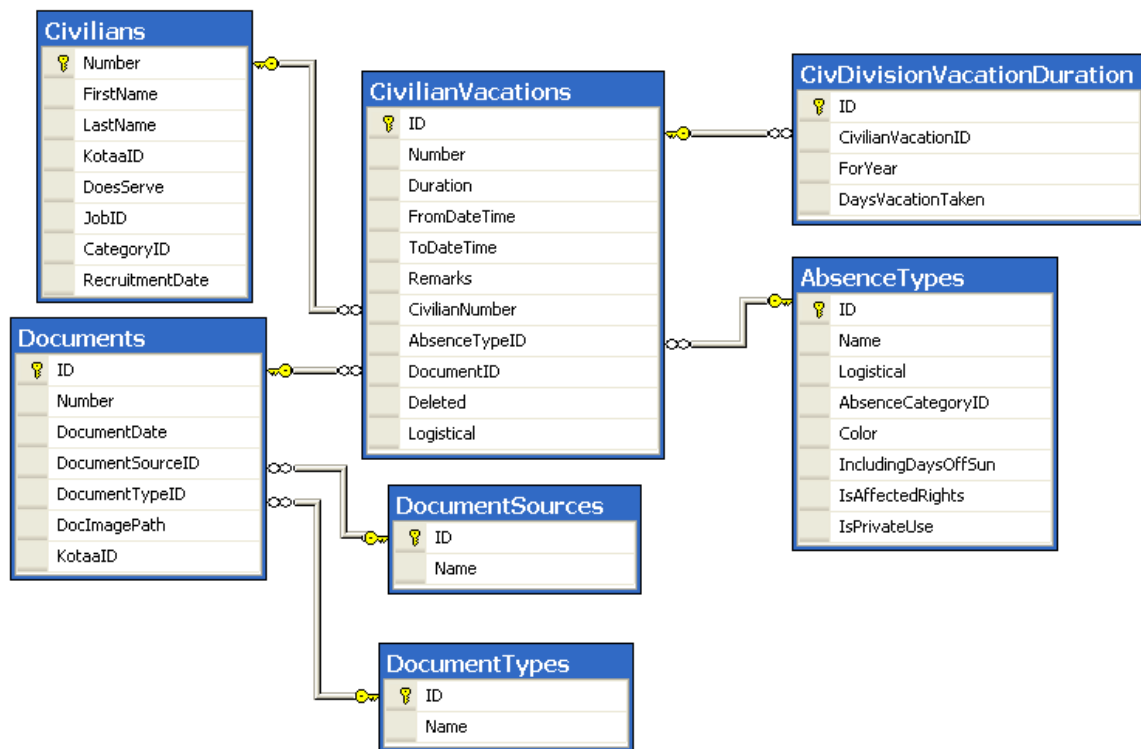 Civilians
Number
FirstName
LastName
KotaaID
DoesServe
JobID
CategoryID
RecruitmentDate
CivilianVacations
ID
Number
Duration
FromDateTime
ToDateTime
Remarks
CivilianNumber
AbsenceTypeID
DocumentID
Deleted
Logistical
CivDivisionVacationDuration
ID
CivilianVacationID
ForYear
DaysVacationTaken
AbsenceTypes
ID
Name
Logistical
AbsenceCategoryID
Color
IncludingDaysOffSun
IsAffectedRights
IsPrivateUse
Documents
ID
Number
DocumentDate
DocumentSourceID
DocumentTypeID
DocImagePath
KotaaID
DocumentSources
ID
Name
DocumentTypes
ID
Name